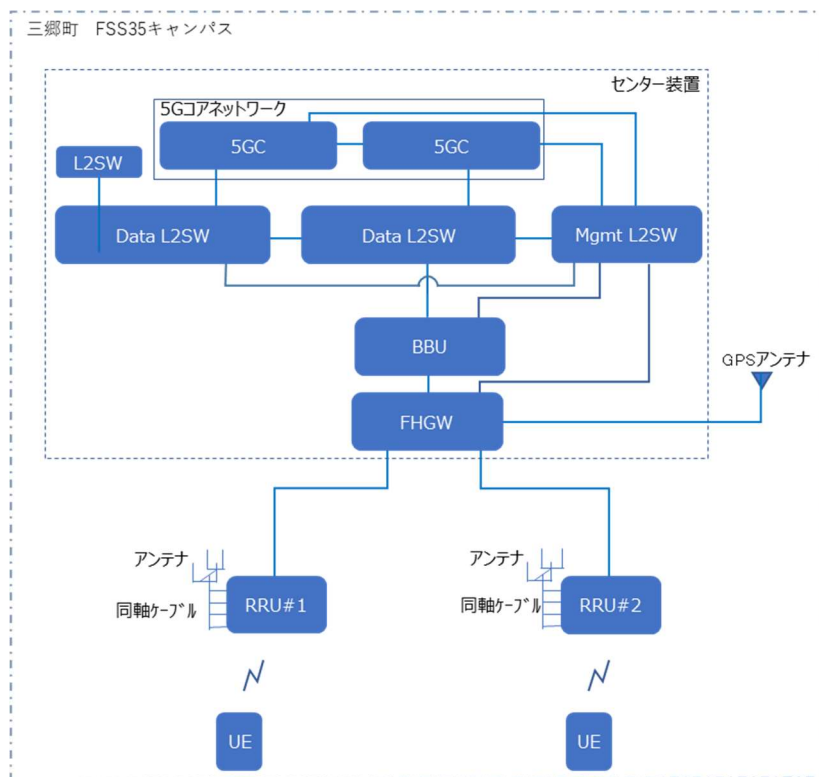 三郷町　FSS35キャンパス
センター装置
5Gコアネットワーク
5GC
5GC
L2SW
Data L2SW
Data L2SW
Mgmt L2SW
BBU
GPSアンテナ
FHGW
アンテナ
アンテナ
同軸ケーブル
RRU#1
同軸ケーブル
RRU#2
UE
UE